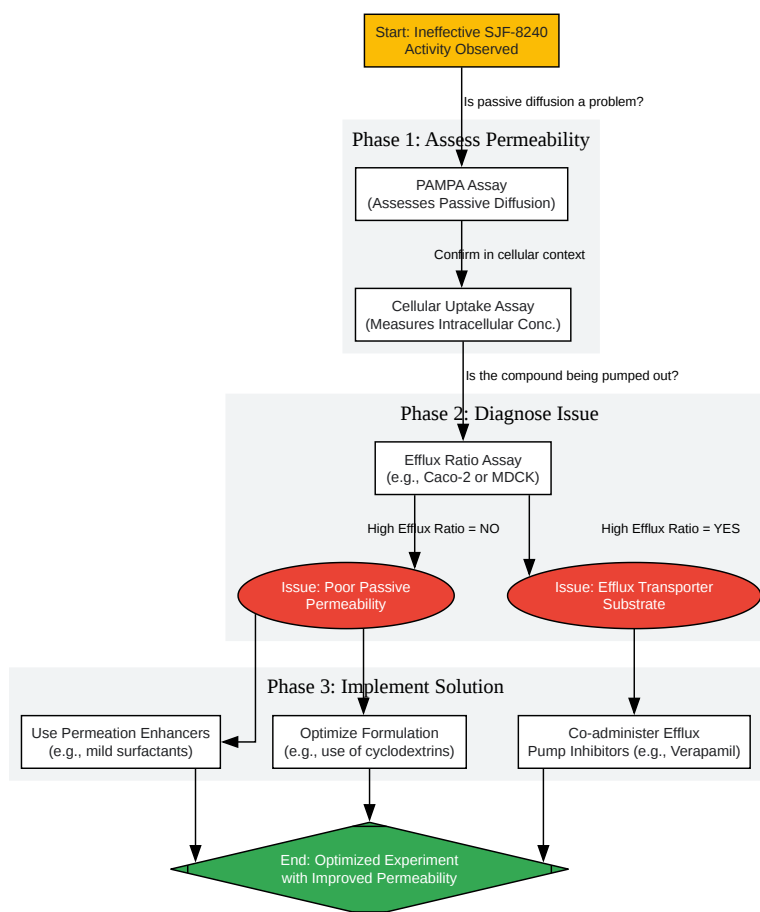 Start: Ineffective SJF-8240
Activity Observed
Is passive diffusion a problem?
Phase 1: Assess Permeability
PAMPA Assay
(Assesses Passive Diffusion)
Confirm in cellular context
Cellular Uptake Assay
(Measures Intracellular Conc.)
Is the compound being pumped out?
Phase 2: Diagnose Issue
Efflux Ratio Assay
(e.g., Caco-2 or MDCK)
High Efflux Ratio = NO
High Efflux Ratio = YES
Issue: Poor Passive
Permeability
Issue: Efflux Transporter
Substrate
Phase 3: Implement Solution
Use Permeation Enhancers
(e.g., mild surfactants)
Optimize Formulation
(e.g., use of cyclodextrins)
Co-administer Efflux
Pump Inhibitors (e.g., Verapamil)
End: Optimized Experiment
with Improved Permeability